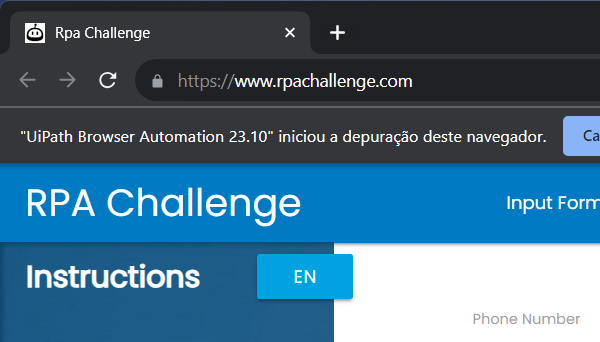 Rpa Challenge
https://www.rpachallenge.com
"UiPath Browser Automation 23.10" iniciou a depuração deste navegador.
Ca
RPA Challenge
Input Form
Instructions
EN
Phone Number